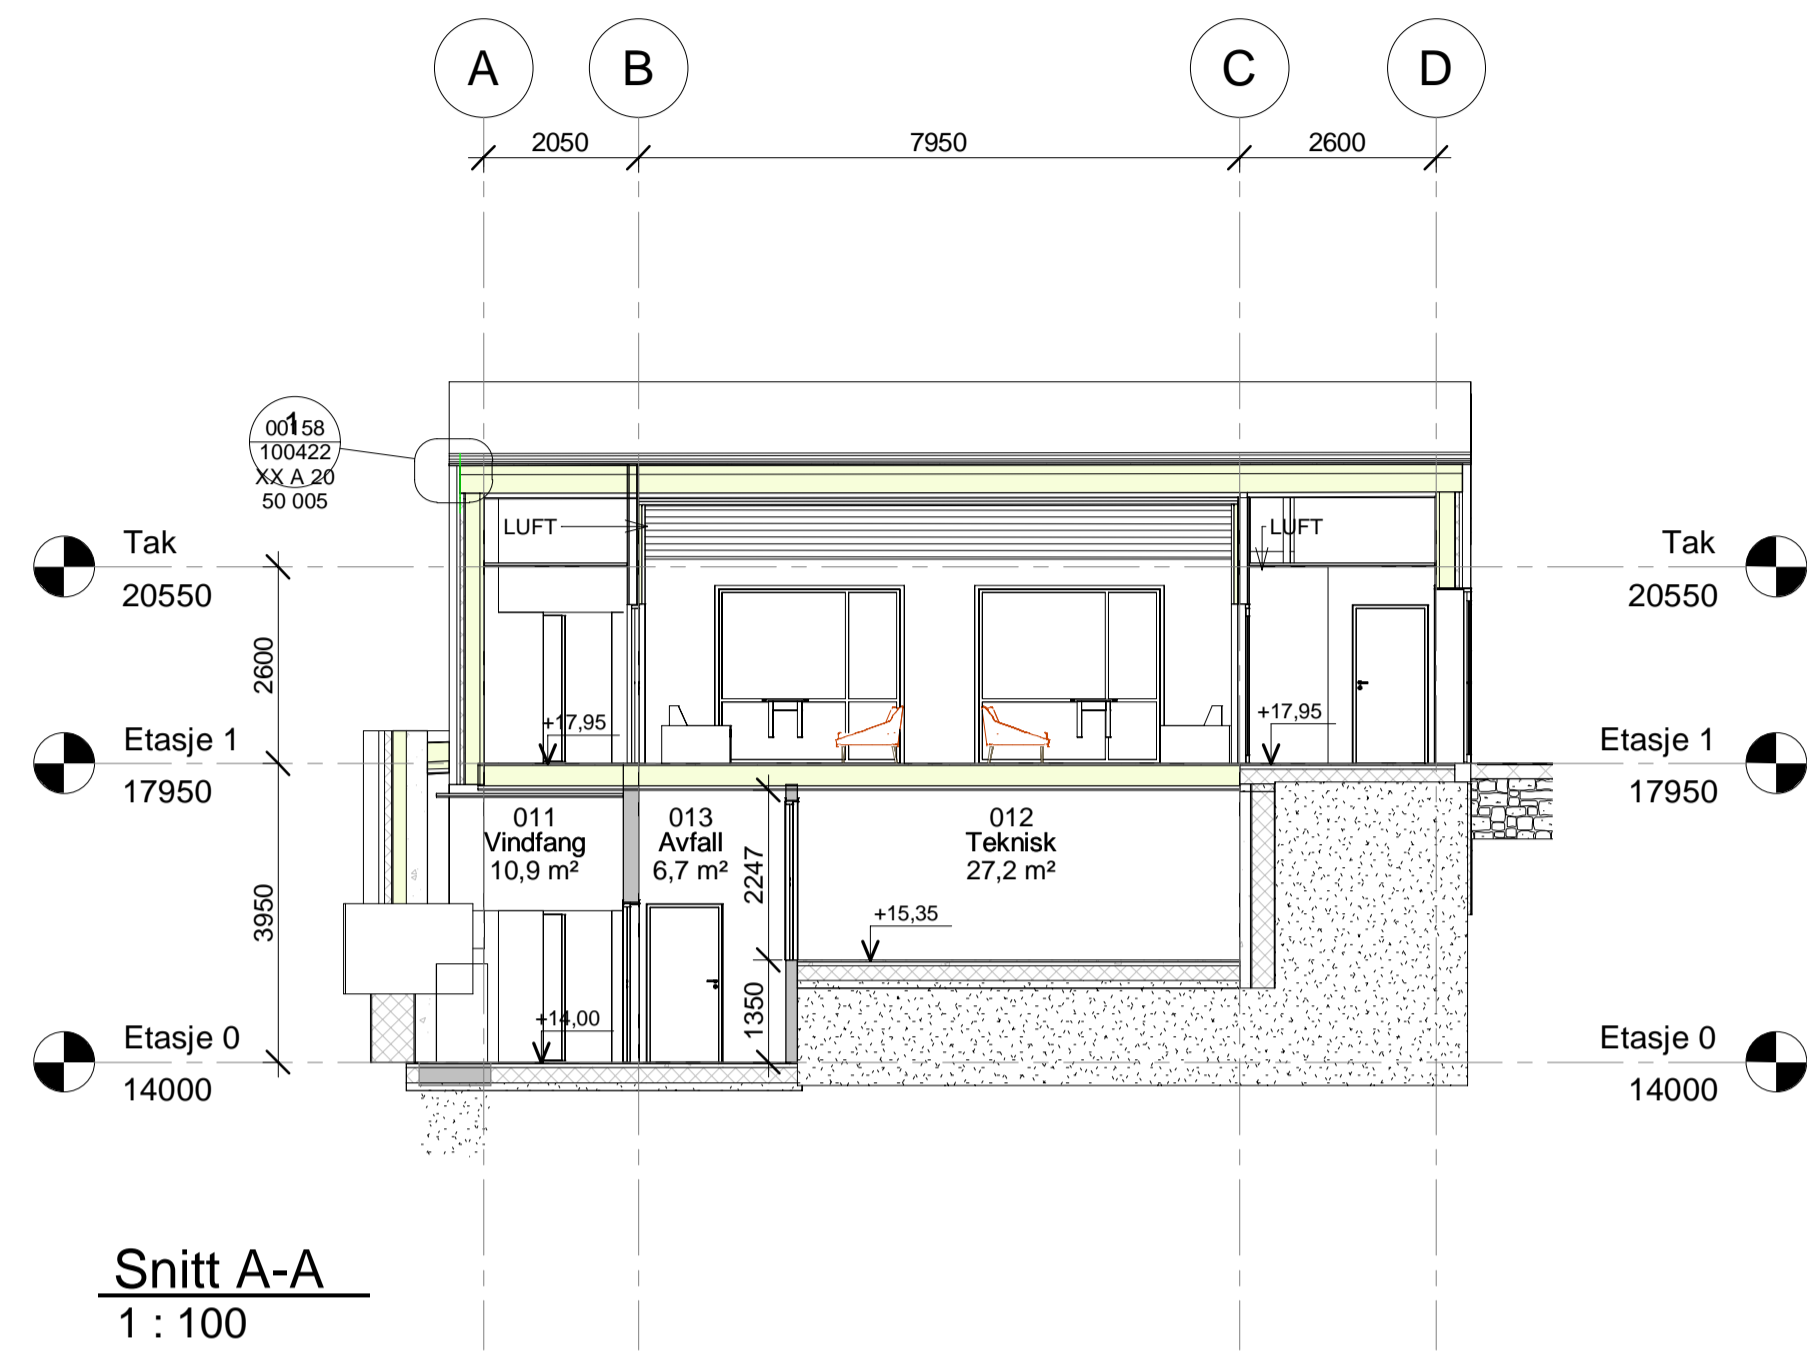 A B C D
2050 7950 2600
1
00158
100422
XX A 20
50 005
LUFT LUFT
Tak Tak
20550 20550
2600
+17,95 +17,95
Etasje 1 Etasje 1
17950 17950
011 013 012
Vindfang Avfall Teknisk
10,9 m² 6,7 m² 27,2 m²
2247
3950
+15,35
1350
+14,00
Etasje 0 Etasje 0
14000 14000
Snitt A-A
1 : 100